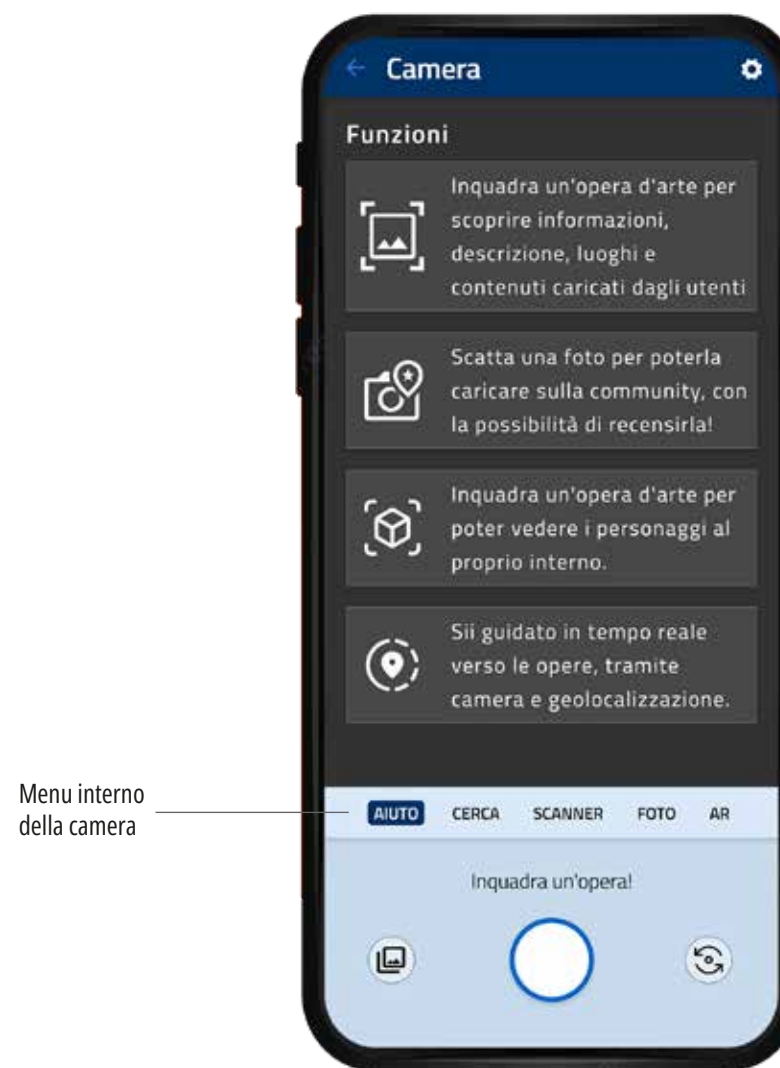 Camera
Funzioni
Inquadra un'opera d'arte per
scoprire informazioni,
descrizione, luoghi e
contenuti caricati dagli utenti
Scatta una foto per poterla
caricare sulla community, con
la possibilità di recensirla!
Inquadra un'opera d'arte per
poter vedere i personaggi al
proprio interno.
Sii guidato in tempo reale
verso le opere, tramite
camera e geolocalizzazione.
Menu interno
della camera
AIUTO CERCA SCANNER FOTO AR
Inquadra un'opera!